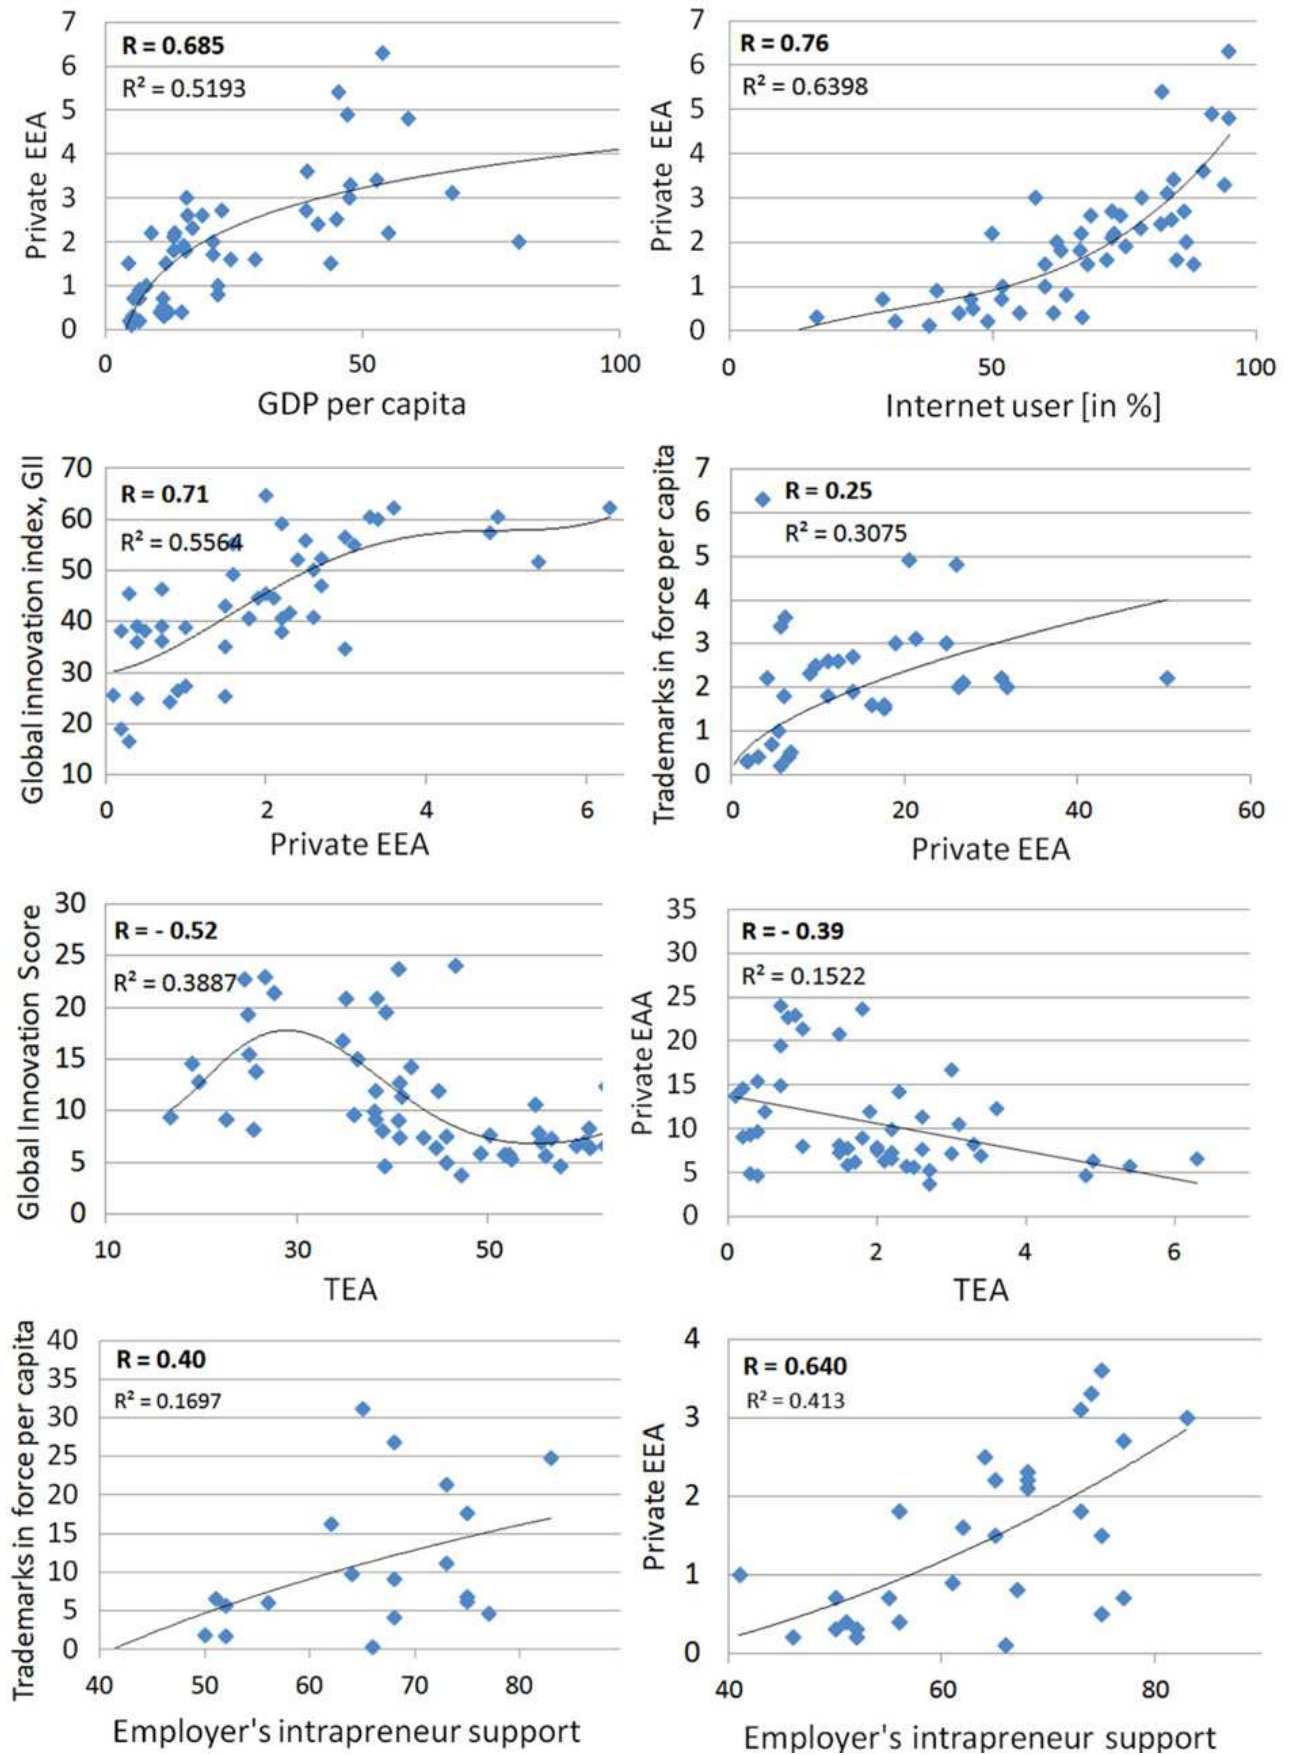 7
6
5
4
3
2
1
0
Private EEA
R = 0.685
R² = 0.5193
0 50 100
GDP per capita
7
6
5
4
3
2
1
0
Private EEA
R = 0.76
R² = 0.6398
0 50 100
Internet user [in %]
70
60
50
40
30
20
10
Global innovation index, GII
R = 0.71
R² = 0.5564
0 2 4 6
Private EEA
7
6
5
4
3
2
1
0
Trademarks in force per capita
R = 0.25
R² = 0.3075
0 20 40 60
Private EEA
30
25
20
15
10
5
0
Global Innovation Score
R = - 0.52
R² = 0.3887
10 30 50
TEA
35
30
25
20
15
10
5
0
Private EAA
R = - 0.39
R² = 0.1522
0 2 4 6
TEA
40
35
30
25
20
15
10
5
0
Trademarks in force per capita
R = 0.40
R² = 0.1697
40 50 60 70 80
Employer's intrapreneur support
4
3
2
1
0
Private EEA
R = 0.640
R² = 0.413
40 60 80
Employer's intrapreneur support